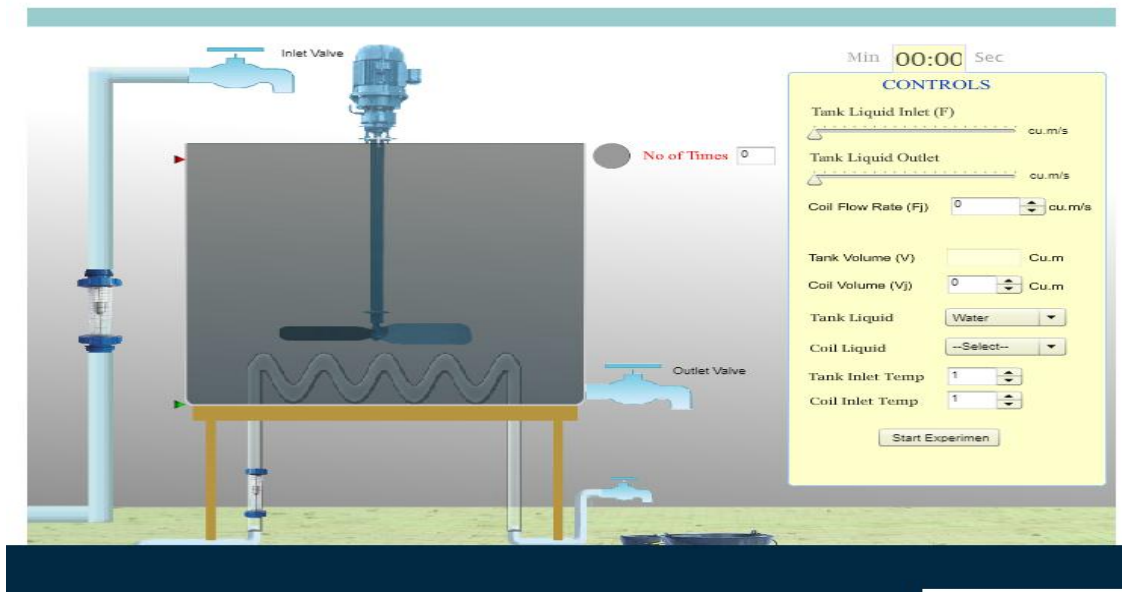 Inlet Valve
Min 00:00 Sec
CONTROLS
Tank Liquid Inlet (F)
cu.m/s
No of Times 0
Tank Liquid Outlet
cu.m/s
Coil Flow Rate (Fj) 0 cu.m/s
Tank Volume (V) Cu.m
Coil Volume (Vj) 0 Cu.m
Tank Liquid Water
Coil Liquid --Select--
Outlet Valve
Tank Inlet Temp 1
Coil Inlet Temp 1
Start Experimen